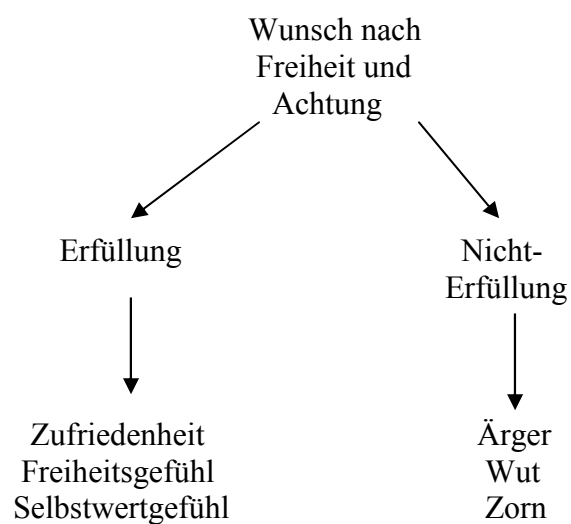 Wunsch nach
Freiheit und
Achtung
Erfüllung
Nicht-
Erfüllung
Zufriedenheit
Freiheitsgefühl
Selbstwertgefühl
Ärger
Wut
Zorn